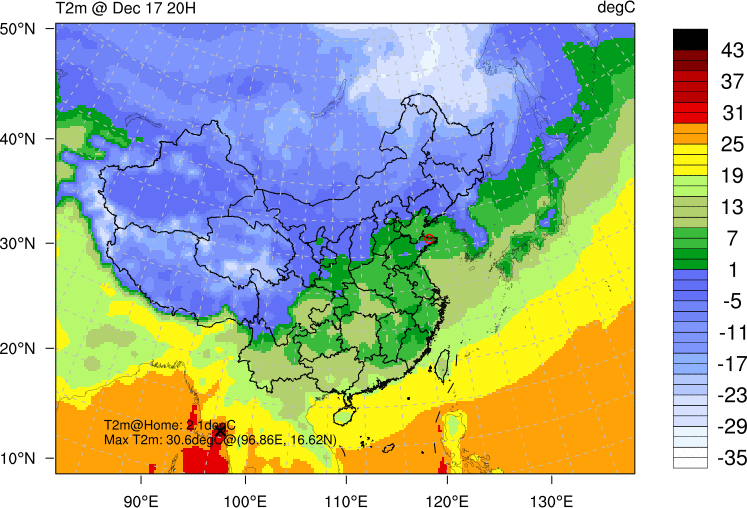 T2m @ Dec 17 20H
degC
50°N
40°N
30°N
20°N
10°N
90°E
100°E
110°E
120°E
130°E
T2m@Home: 2.1degC
Max T2m: 30.6degC@(96.86E, 16.62N)
43
37
31
25
19
13
7
1
-5
-11
-17
-23
-29
-35